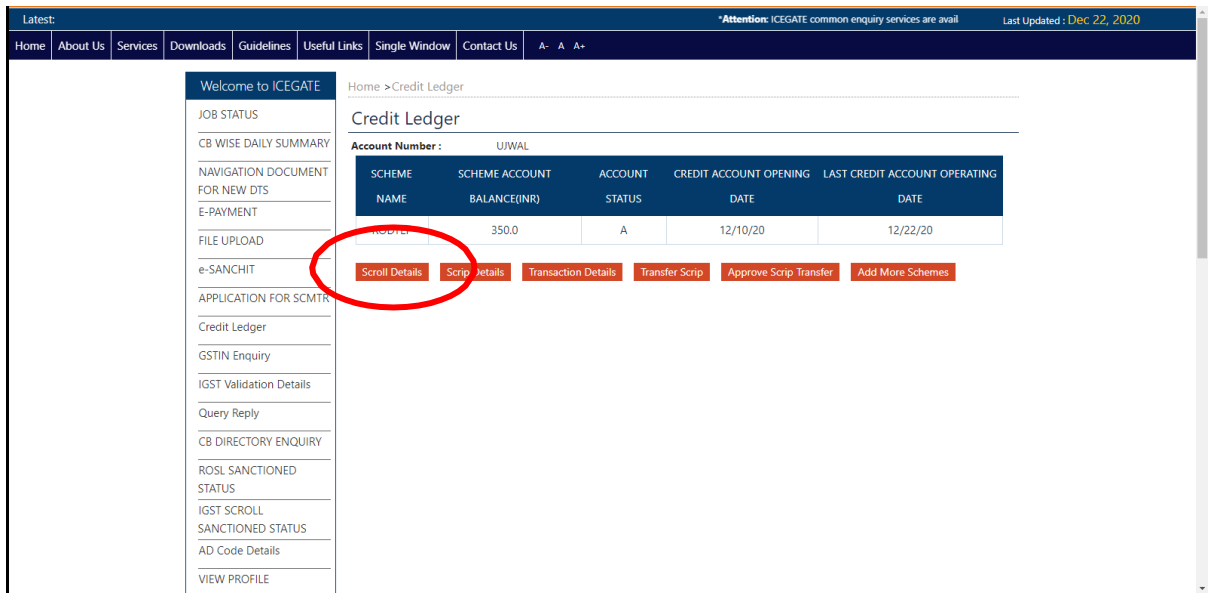 Latest:
*Attention: ICEGATE common enquiry services are avail
Last Updated : Dec 22, 2020
Home About Us Services Downloads Guidelines Useful Links Single Window Contact Us A- A A+
Welcome to ICEGATE
JOB STATUS
CB WISE DAILY SUMMARY
NAVIGATION DOCUMENT
FOR NEW DTS
E-PAYMENT
FILE UPLOAD
e-SANCHIT
APPLICATION FOR SCMTR
Credit Ledger
GSTIN Enquiry
IGST Validation Details
Query Reply
CB DIRECTORY ENQUIRY
ROSL SANCTIONED
STATUS
IGST SCROLL
SANCTIONED STATUS
AD Code Details
VIEW PROFILE
Home >Credit Ledger
Credit Ledger
Account Number : UJWAL
SCHEME SCHEME ACCOUNT ACCOUNT CREDIT ACCOUNT OPENING LAST CREDIT ACCOUNT OPERATING
NAME BALANCE(INR) STATUS DATE DATE
350.0 A 12/10/20 12/22/20
Scroll Details Scrip Details Transaction Details Transfer Scrip Approve Scrip Transfer Add More Schemes